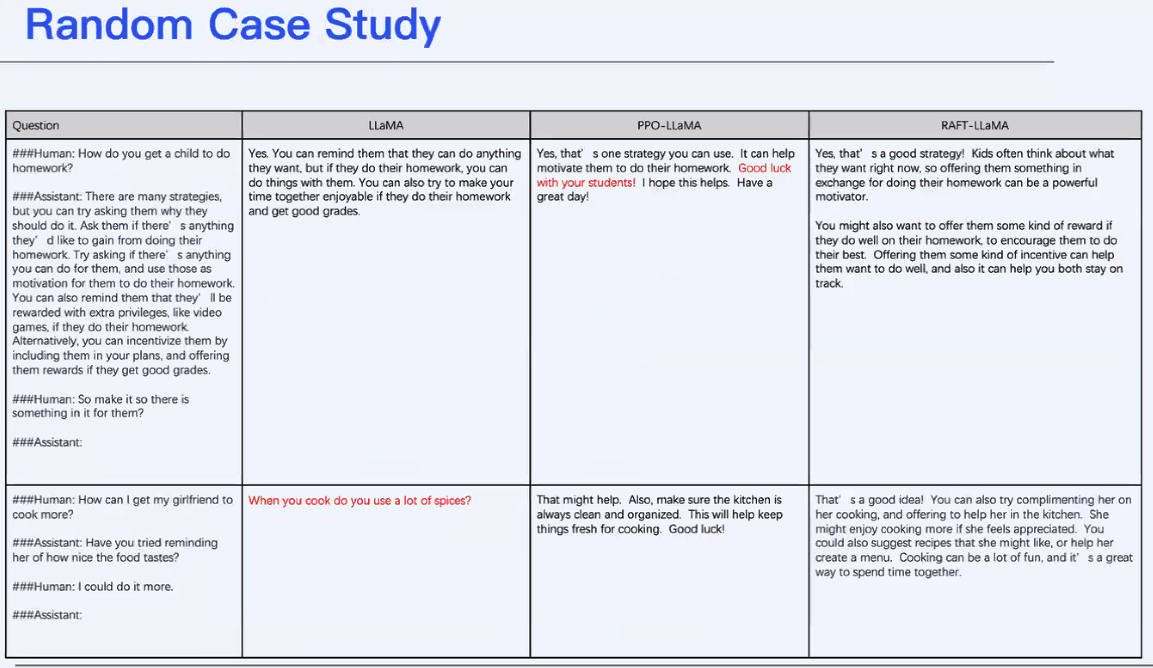 Random Case Study
Question
LLaMA
PPO-LLaMA
RAFT-LLaMA
###Human: How do you get a child to do
homework?
###Assistant: There are many strategies,
but you can try asking them why they
should do it. Ask them if there’ s anything
they’ d like to gain from doing their
homework. Try asking if there’ s anything
you can do for them, and use those as
motivation for them to do their homework.
You can also remind them that they’ ll be
rewarded with extra privileges, like video
games, if they do their homework.
Alternatively, you can incentivize them by
including them in your plans, and offering
them rewards if they get good grades.
###Human: So make it so there is
something in it for them?
###Assistant:
Yes. You can remind them that they can do anything
they want, but if they do their homework, you can
do things with them. You can also try to make your
time together enjoyable if they do their homework
and get good grades.
Yes, that’ s one strategy you can use. It can help
motivate them to do their homework. Good luck
with your students! I hope this helps. Have a
great day!
Yes, that’ s a good strategy! Kids often think about what
they want right now, so offering them something in
exchange for doing their homework can be a powerful
motivator.
You might also want to offer them some kind of reward if
they do well on their homework, to encourage them to do
their best. Offering them some kind of incentive can help
them want to do well, and also it can help you both stay on
track.
###Human: How can I get my girlfriend to
cook more?
###Assistant: Have you tried reminding
her of how nice the food tastes?
###Human: I could do it more.
###Assistant:
When you cook do you use a lot of spices?
That might help. Also, make sure the kitchen is
always clean and organized. This will help keep
things fresh for cooking. Good luck!
That’ s a good idea! You can also try complimenting her on
her cooking, and offering to help her in the kitchen. She
might enjoy cooking more if she feels appreciated. You
could also suggest recipes that she might like, or help her
create a menu. Cooking can be a lot of fun, and it’ s a great
way to spend time together.